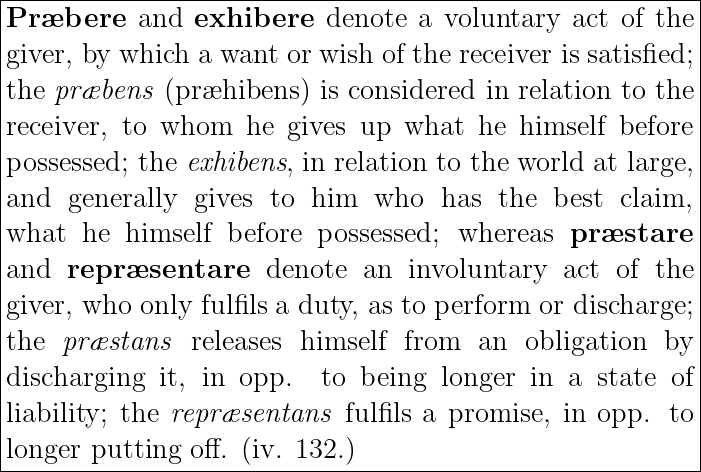 Præbere and exhibere denote a voluntary act of the
giver, by which a want or wish of the receiver is satisfied;
the præbens (præhibens) is considered in relation to the
receiver, to whom he gives up what he himself before
possessed; the exhibens, in relation to the world at large,
and generally gives to him who has the best claim,
what he himself before possessed; whereas præstare
and repræsentare denote an involuntary act of the
giver, who only fulfils a duty, as to perform or discharge;
the præstans releases himself from an obligation by
discharging it, in opp. to being longer in a state of
liability; the repræsentans fulfils a promise, in opp. to
longer putting off. (iv. 132.)